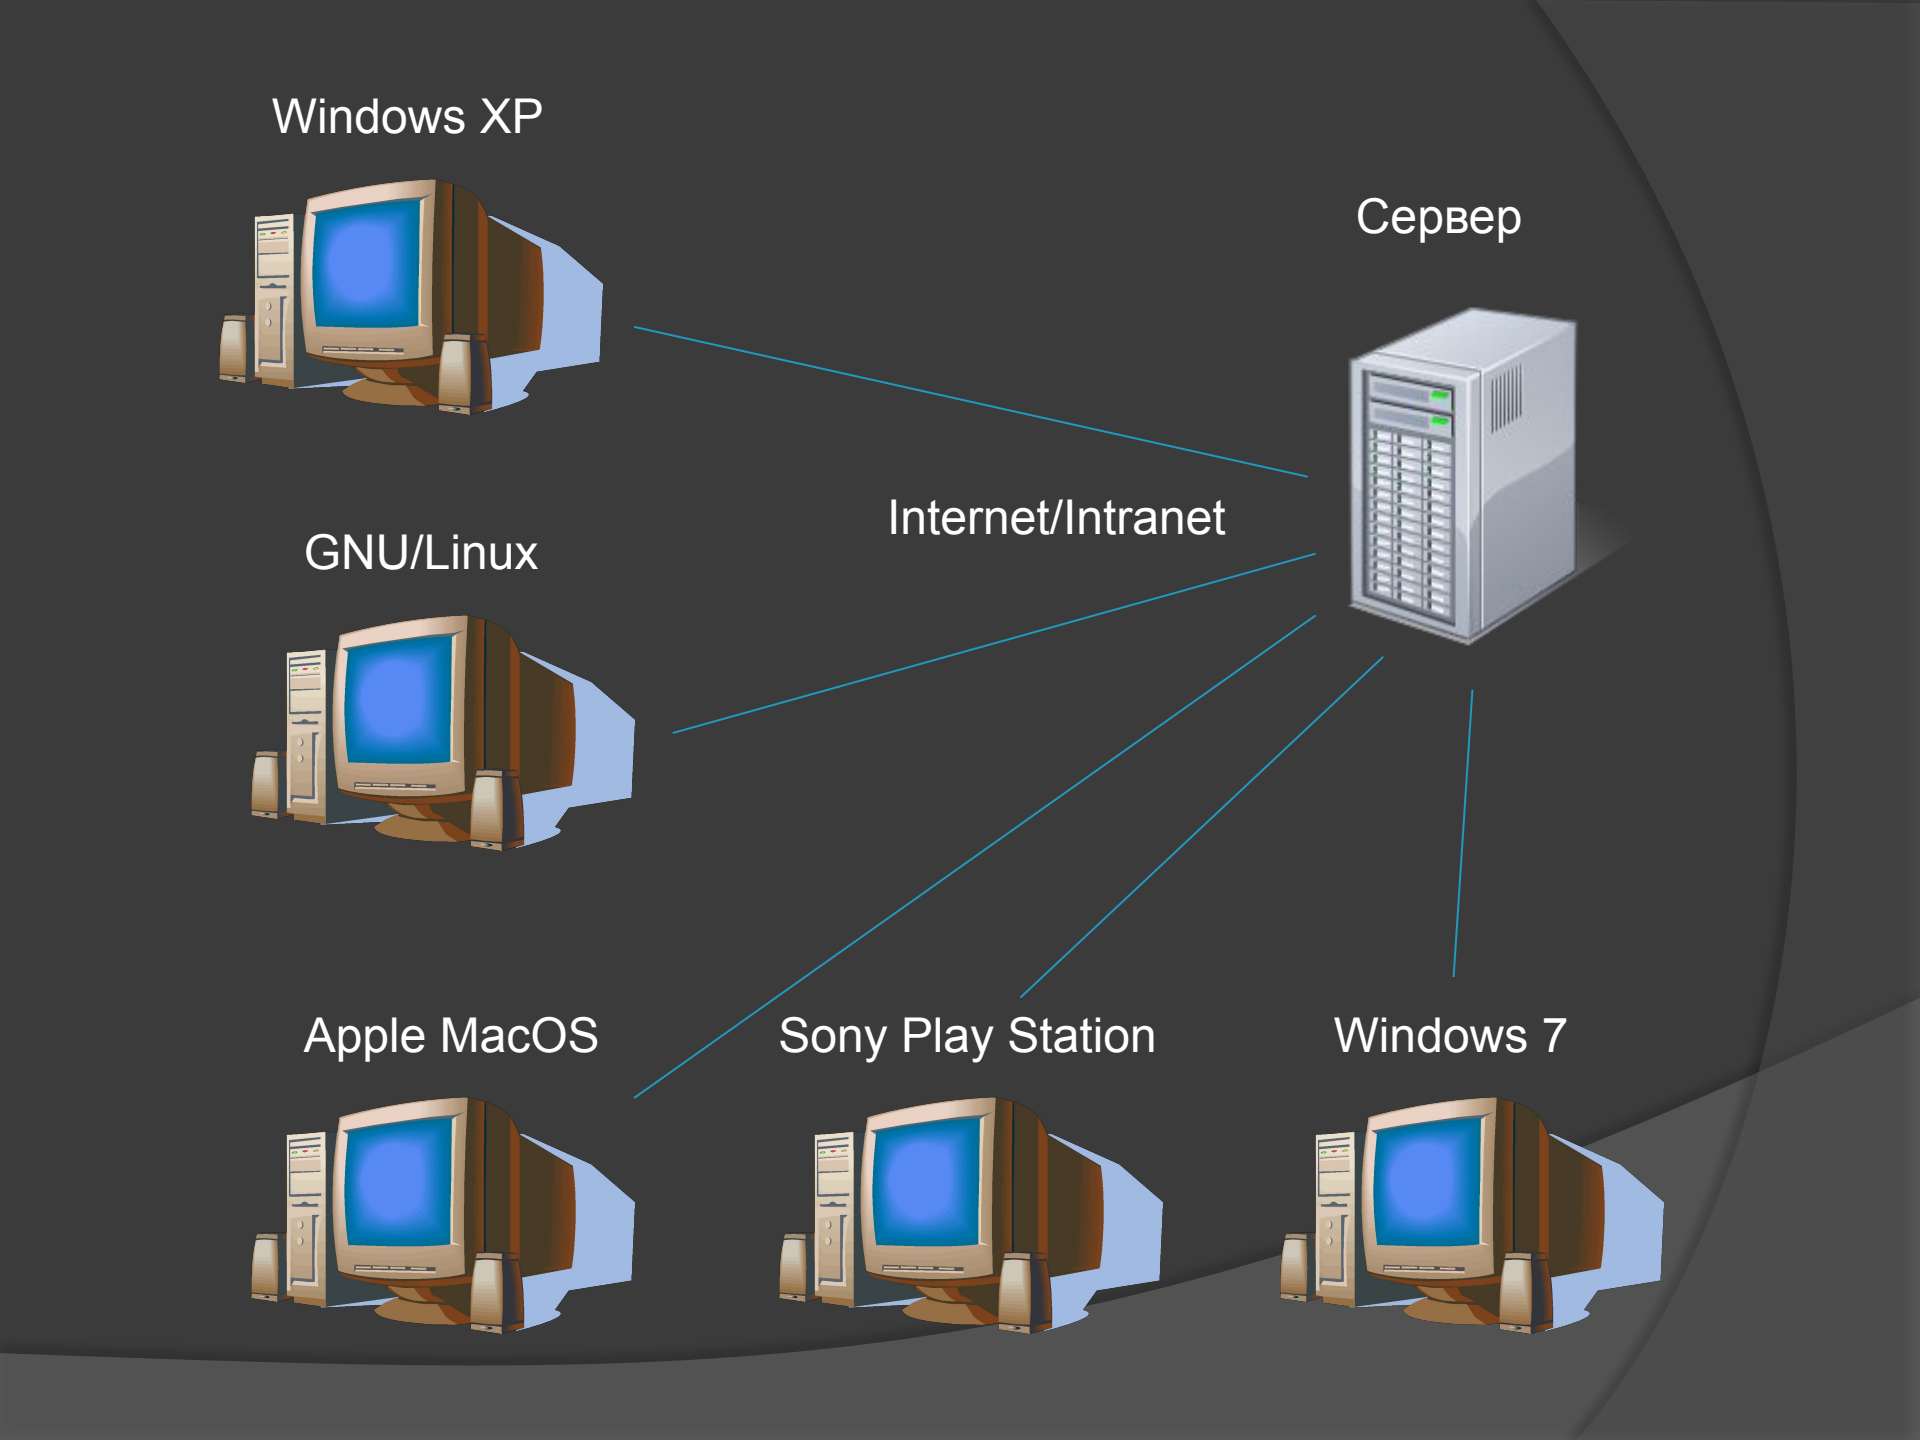 Windows XP
Сервер
Internet/Intranet
GNU/Linux
Apple MacOS
Sony Play Station
Windows 7